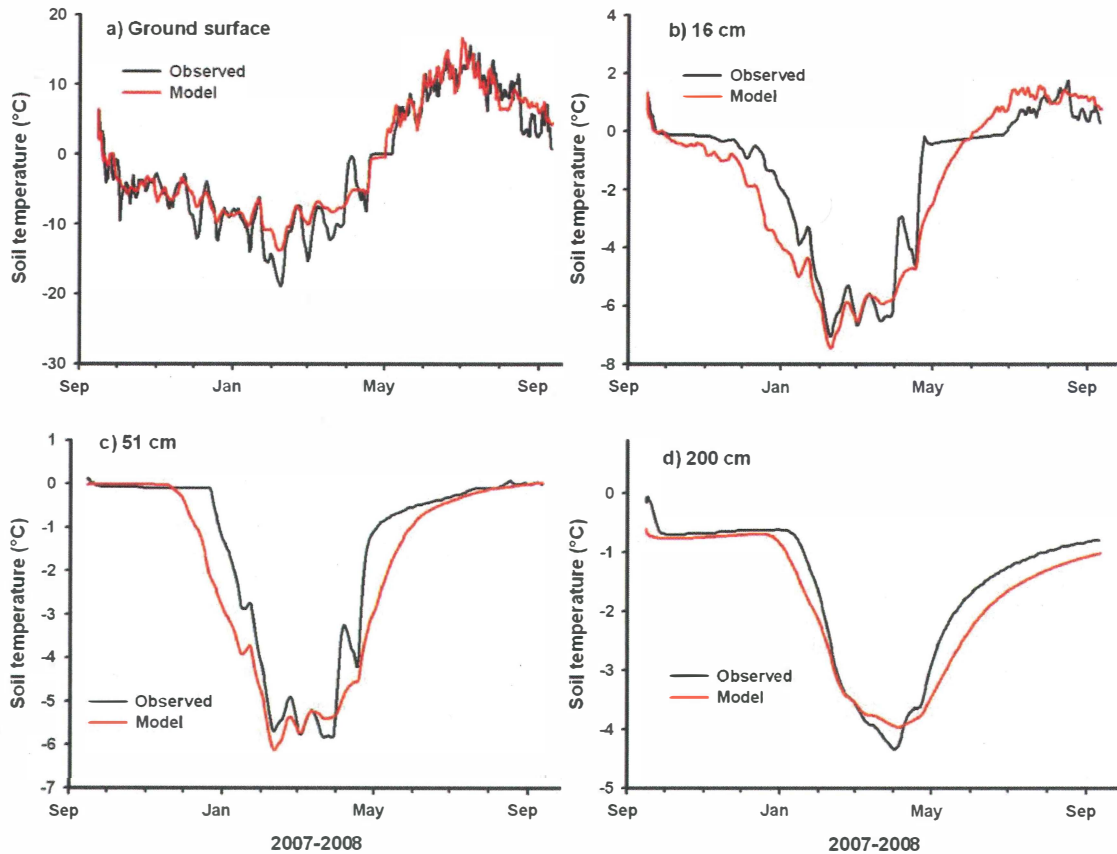 a) Ground surface
Observed
Model
Soil temperature (°C)
20
10
0
-10
-20
-30
Sep
Jan
May
Sep
b) 16 cm
Observed
Model
Soil temperature (°C)
4
2
0
-2
-4
-6
-8
Sep
Jan
May
Sep
c) 51 cm
Observed
Model
Soil temperature (°C)
1
0
-1
-2
-3
-4
-5
-6
-7
Sep
Jan
May
Sep
2007-2008
d) 200 cm
Observed
Model
Soil temperature (°C)
0
-1
-2
-3
-4
-5
Sep
Jan
May
Sep
2007-2008